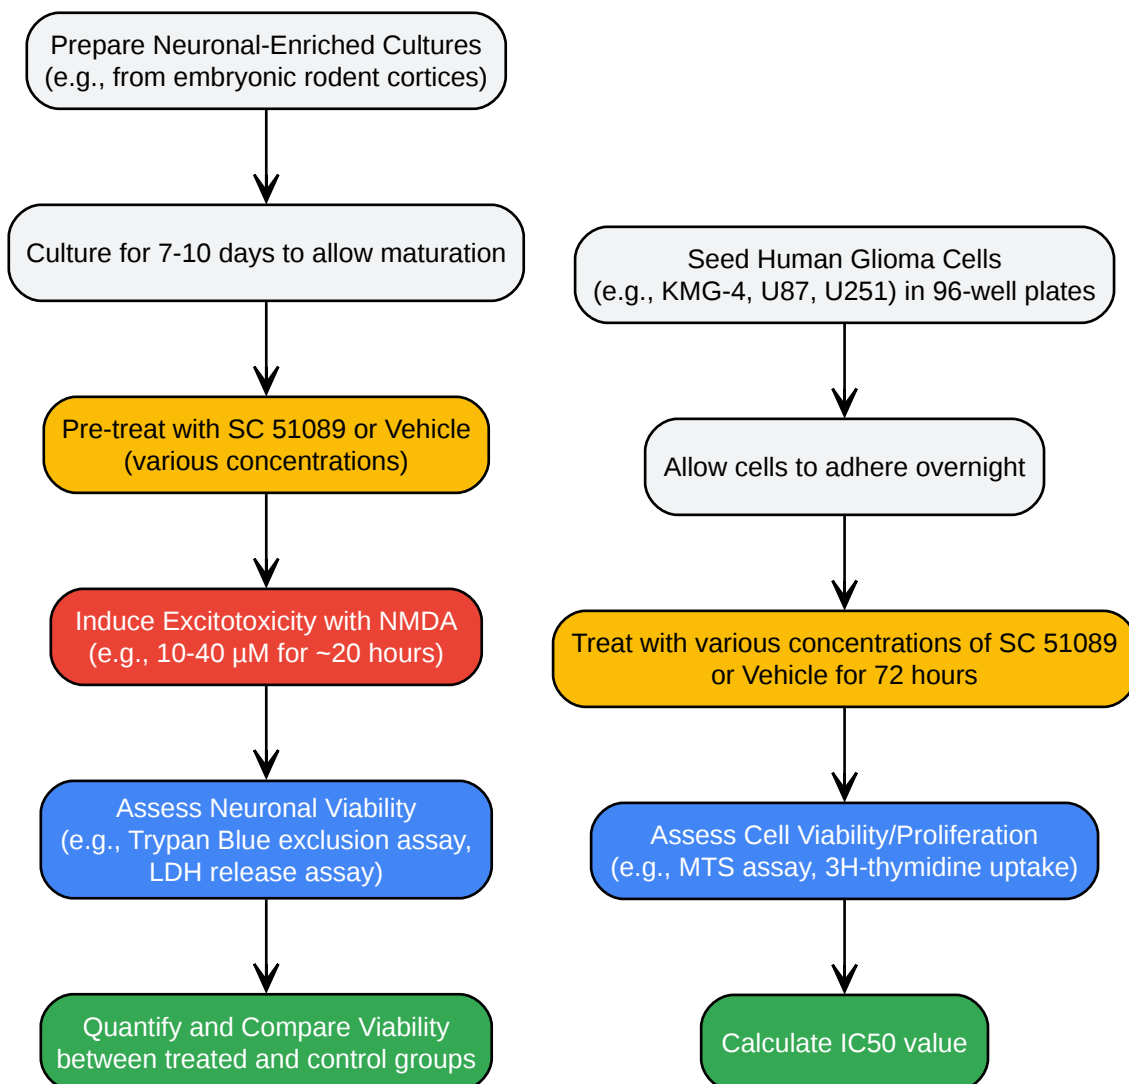 Prepare Neuronal-Enriched Cultures
(e.g., from embryonic rodent cortices)
Culture for 7-10 days to allow maturation
Pre-treat with SC 51089 or Vehicle
(various concentrations)
Induce Excitotoxicity with NMDA
(e.g., 10-40 µM for ~20 hours)
Assess Neuronal Viability
(e.g., Trypan Blue exclusion assay,
LDH release assay)
Quantify and Compare Viability
between treated and control groups
Seed Human Glioma Cells
(e.g., KMG-4, U87, U251) in 96-well plates
Allow cells to adhere overnight
Treat with various concentrations of SC 51089
or Vehicle for 72 hours
Assess Cell Viability/Proliferation
(e.g., MTS assay, 3H-thymidine uptake)
Calculate IC50 value